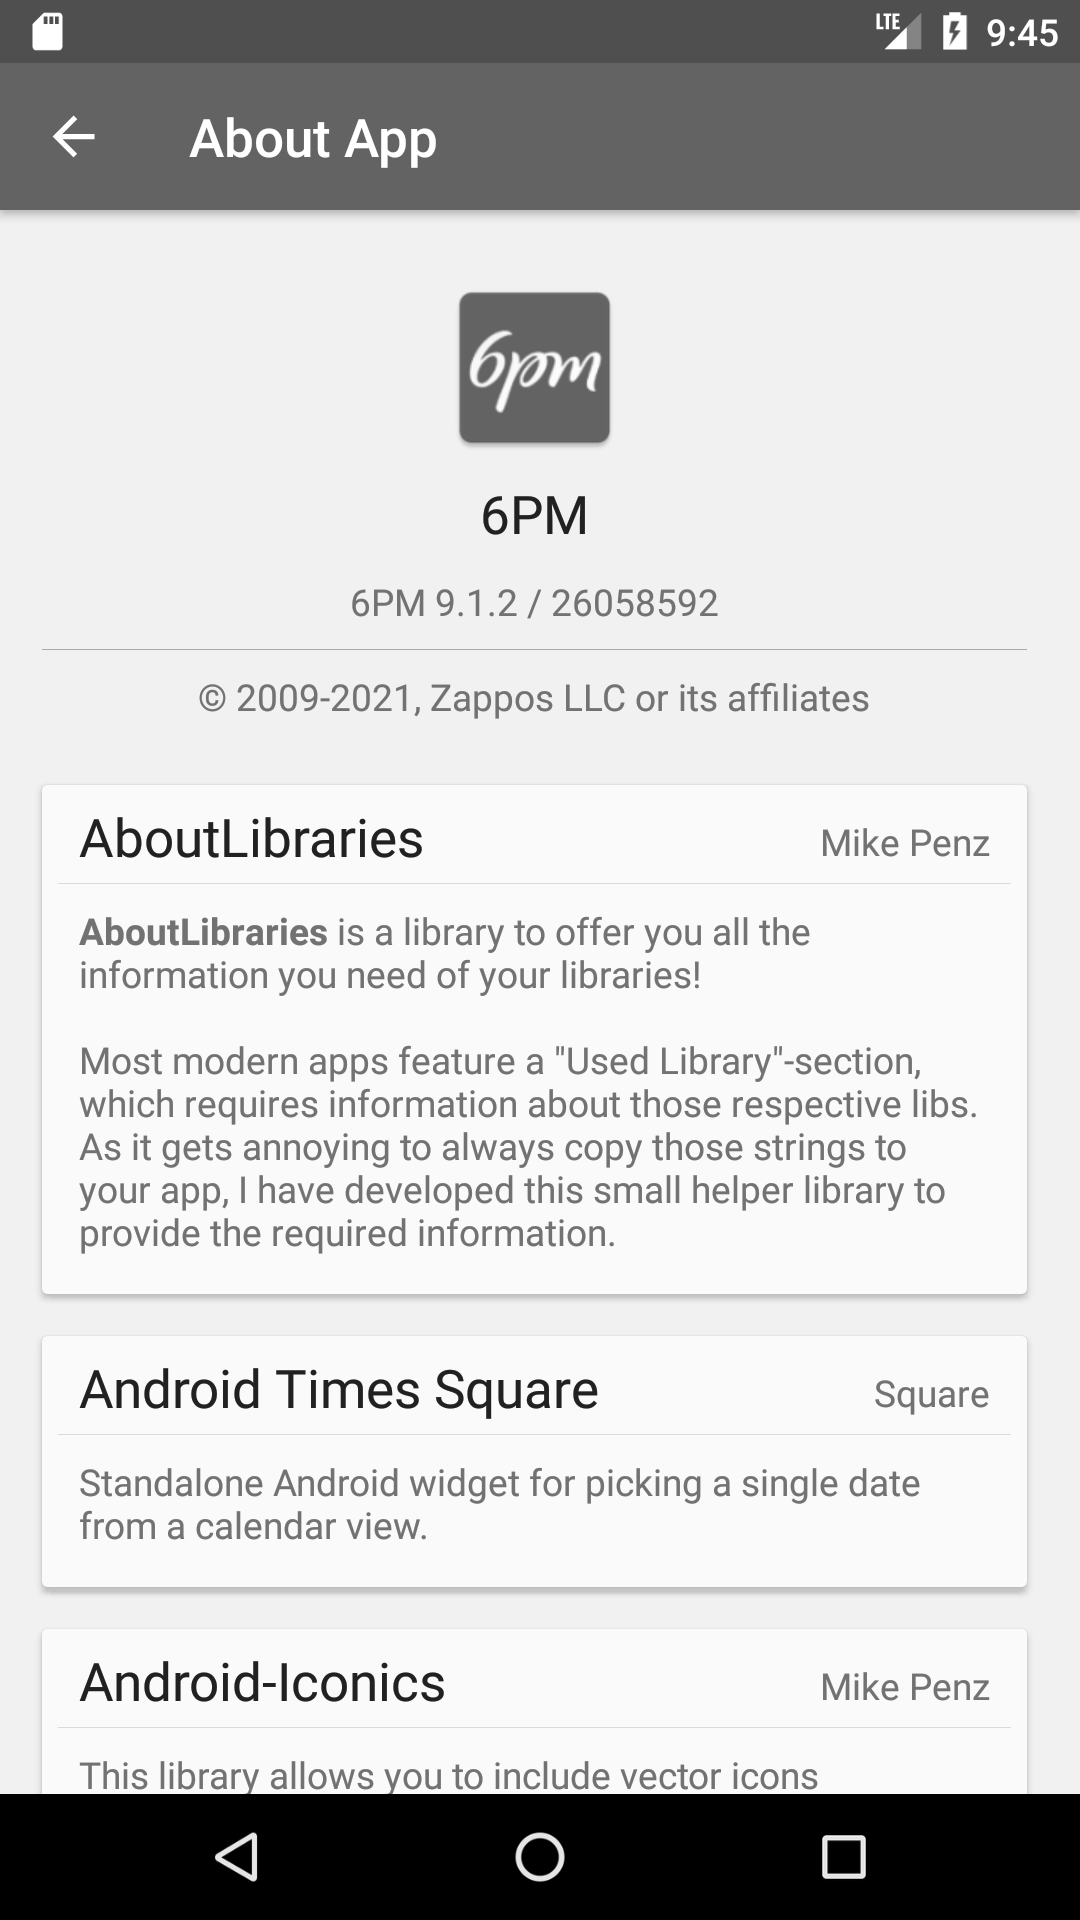 LTE 9:45
About App
6pm
6PM
6PM 9.1.2 / 26058592
© 2009-2021, Zappos LLC or its affiliates
AboutLibraries Mike Penz
AboutLibraries is a library to offer you all the
information you need of your libraries!
Most modern apps feature a "Used Library"-section,
which requires information about those respective libs.
As it gets annoying to always copy those strings to
your app, I have developed this small helper library to
provide the required information.
Android Times Square Square
Standalone Android widget for picking a single date
from a calendar view.
Android-Iconics Mike Penz
This library allows you to include vector icons